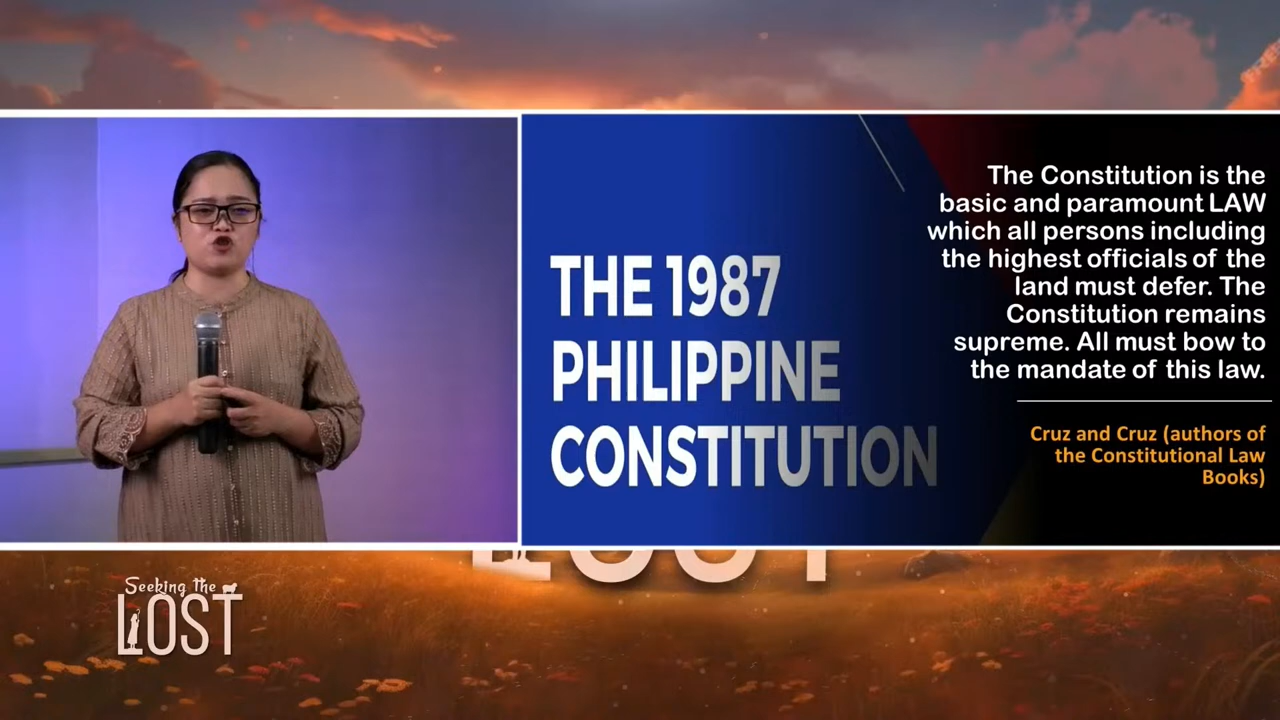 THE 1987
PHILIPPINE
CONSTITUTION
The Constitution is the
basic and paramount LAW
which all persons including
the highest officials of the
land must defer. The
Constitution remains
supreme. All must bow to
the mandate of this law.
Cruz and Cruz (authors of
the Constitutional Law
Books)
Seeking the
LOST